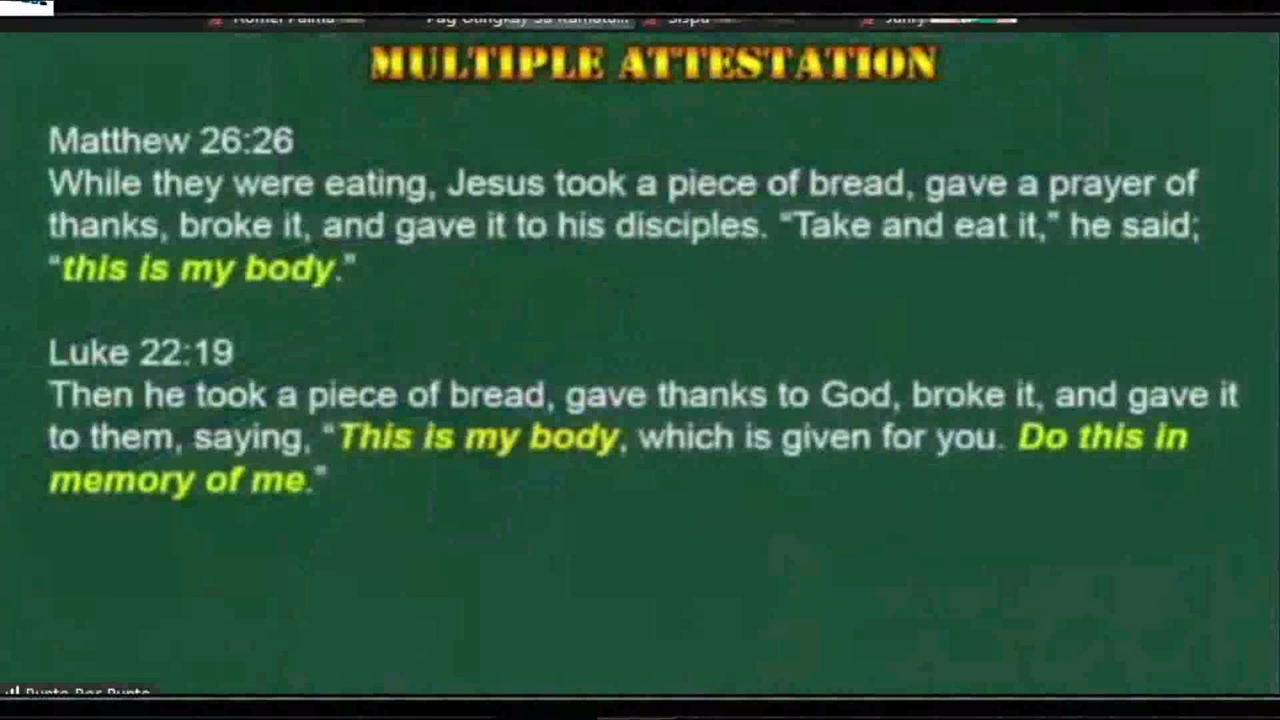 MULTIPLE ATTESTATION
Matthew 26:26
While they were eating, Jesus took a piece of bread, gave a prayer of
thanks, broke it, and gave it to his disciples. “Take and eat it,” he said;
“this is my body.”
Luke 22:19
Then he took a piece of bread, gave thanks to God, broke it, and gave it
to them, saying, “This is my body, which is given for you. Do this in
memory of me.”
Punto Por Punto